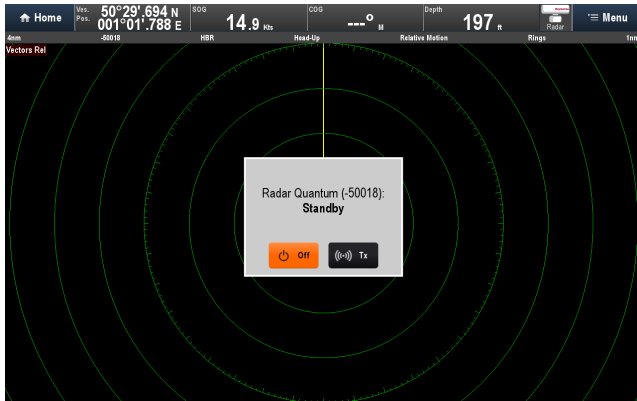 Home
Ves. Pos.
50°29'.694 N
001°01'.788 E
SOG
14.9 Kts
COG
---° M
Depth
197 ft
Radar
Menu
4nm -50018 HBR Head-Up Relative Motion Rings 1nm
Vectors Rel
Radar Quantum (-50018):
Standby
Off Tx